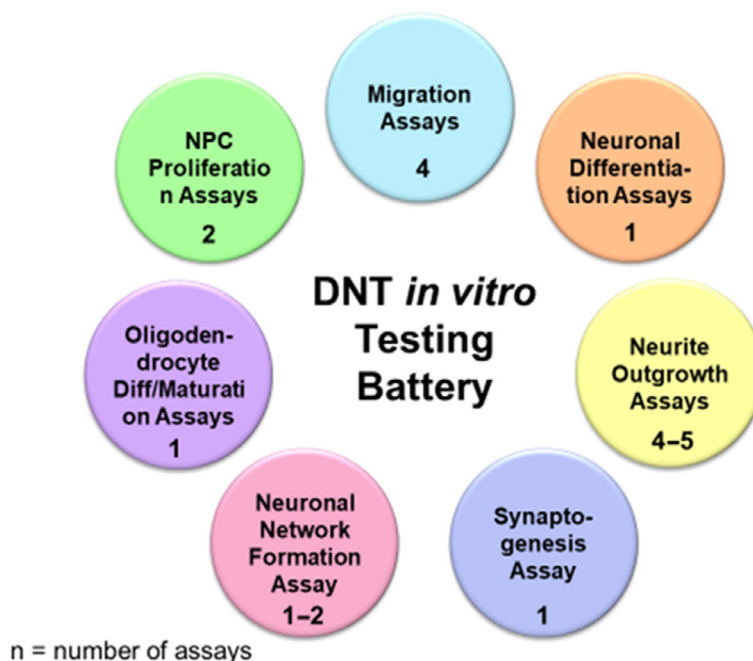 Migration
Assays
4
NPC
Proliferatio
n Assays
2
Neuronal
Differentia-
tion Assays
1
DNT in vitro
Testing
Battery
Oligoden-
drocyte
Diff/Maturati
on Assays
1
Neurite
Outgrowth
Assays
4–5
Neuronal
Network
Formation
Assay
1–2
Synapto-
genesis
Assay
1
n = number of assays